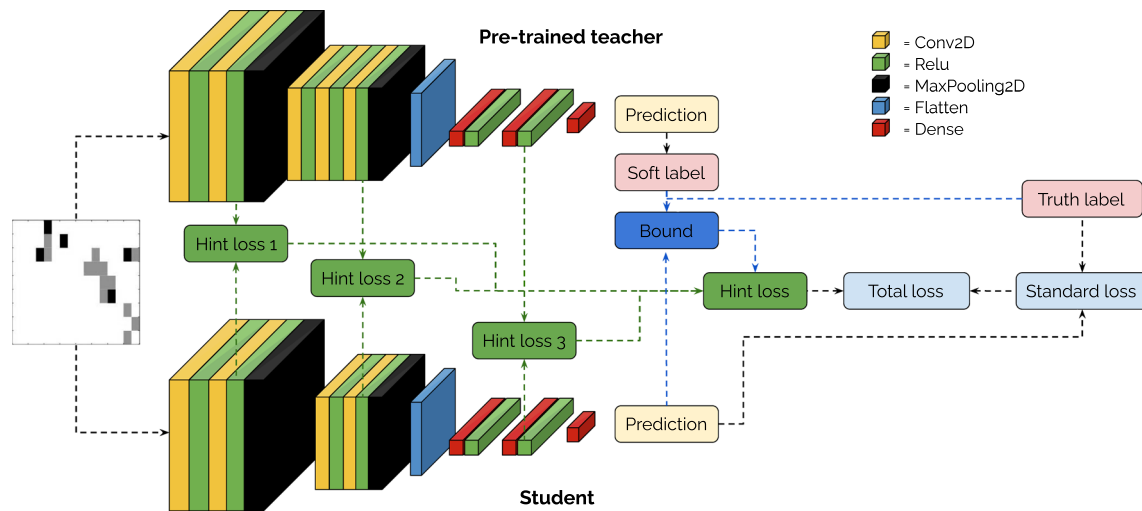 Pre-trained teacher
= Conv2D
= Relu
= MaxPooling2D
= Flatten
= Dense
Prediction
Soft label
Truth label
Bound
Hint loss 1
Hint loss 2
Hint loss
Total loss
Standard loss
Hint loss 3
Prediction
Student